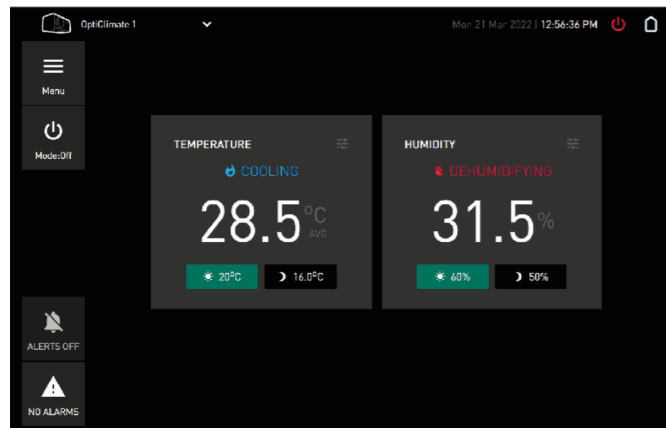 OptiClimate 1
Mon 21 Mar 2022 | 12:56:36 PM
Menu
Mode:Off
TEMPERATURE
COOLING
28.5°C
AVG
20°C
16.0°C
HUMIDITY
DEHUMIDIFYING
31.5%
60%
50%
ALERTS OFF
NO ALARMS